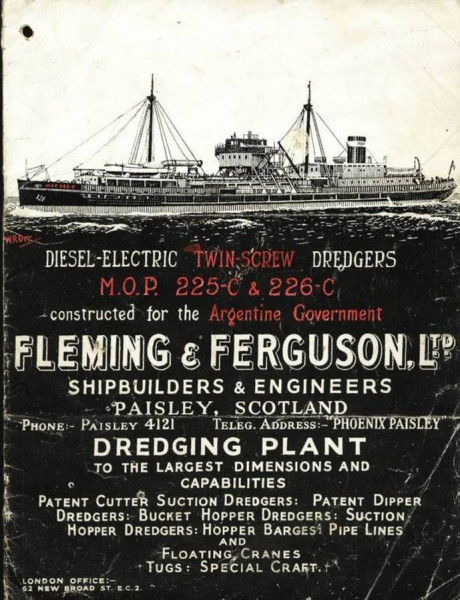 M.O.P. 225-C
DIESEL-ELECTRIC TWIN-SCREW DREDGERS
M.O.P. 225-C & 226-C
constructed for the Argentine Government
FLEMING & FERGUSON, LTD
SHIPBUILDERS & ENGINEERS
PAISLEY, SCOTLAND
PHONE:- PAISLEY 4121 TELEG. ADDRESS:- "PHOENIX PAISLEY
DREDGING PLANT
TO THE LARGEST DIMENSIONS AND
CAPABILITIES
PATENT CUTTER SUCTION DREDGERS: PATENT DIPPER
DREDGERS: BUCKET HOPPER DREDGERS: SUCTION
HOPPER DREDGERS: HOPPER BARGES: PIPE LINES
AND
FLOATING CRANES
TUGS: SPECIAL CRAFT.
LONDON OFFICE:-
62 NEW BROAD ST. E.C.2.